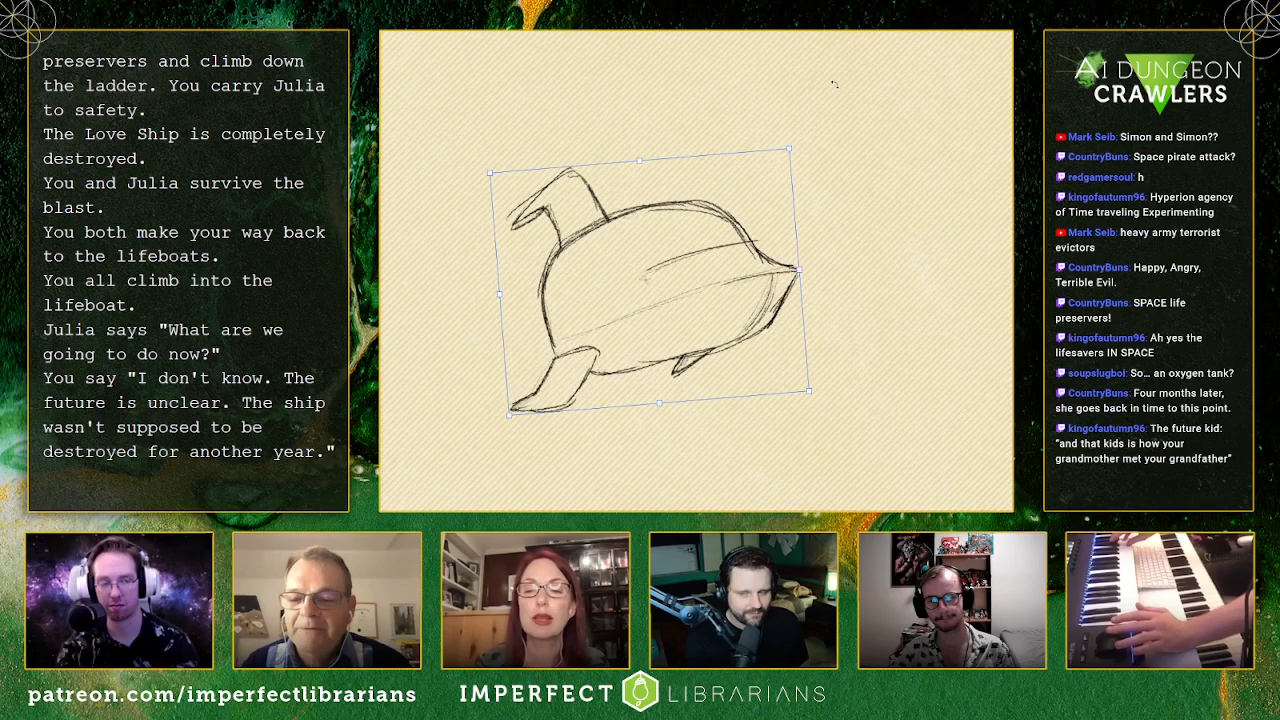 preservers and climb down
the ladder. You carry Julia
to safety.
The Love Ship is completely
destroyed.
You and Julia survive the
blast.
You both make your way back
to the lifeboats.
You all climb into the
lifeboat.
Julia says "What are we
going to do now?"
You say "I don't know. The
future is unclear. The ship
wasn't supposed to be
destroyed for another year."
AI DUNGEON
CRAWLERS
Mark Seib: Simon and Simon??
CountryBuns: Space pirate attack?
redgamersoul: h
kingofautumn96: Hyperion agency
of Time traveling Experimenting
Mark Seib: heavy army terrorist
evictors
CountryBuns: Happy, Angry,
Terrible Evil.
CountryBuns: SPACE life
preservers!
kingofautumn96: Ah yes the
lifesavers IN SPACE
soupslugboi: So... an oxygen tank?
CountryBuns: Four months later,
she goes back in time to this point.
kingofautumn96: The future kid:
"and that kids is how your
grandmother met your grandfather"
patreon.com/imperfectlibrarians
IMPERFECT LIBRARIANS